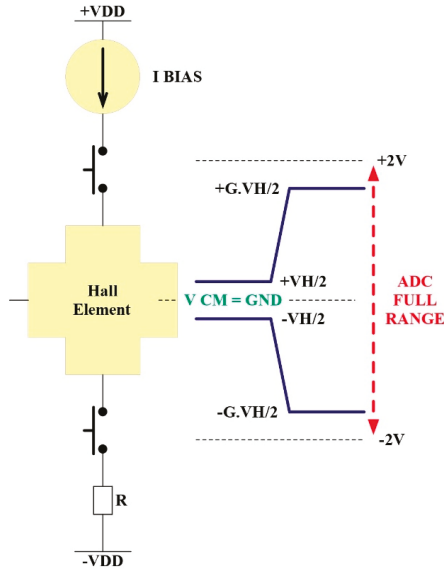 +VDD
I BIAS
+2V
+G.VH/2
+VH/2
ADC
FULL
RANGE
Hall
Element
V CM = GND
-VH/2
-G.VH/2
-2V
R
-VDD